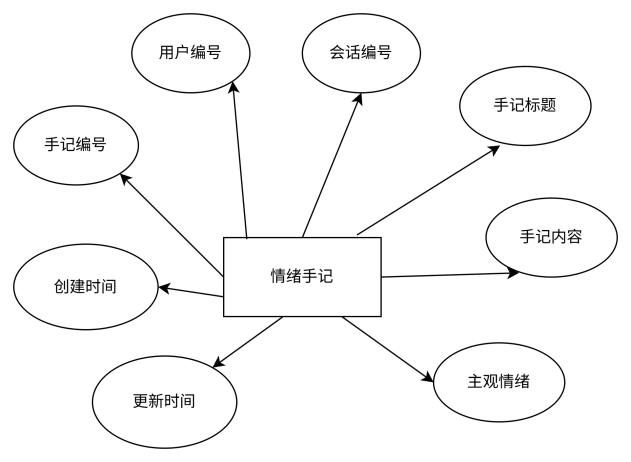 用户编号
会话编号
手记标题
手记编号
手记内容
情绪手记
创建时间
主观情绪
更新时间